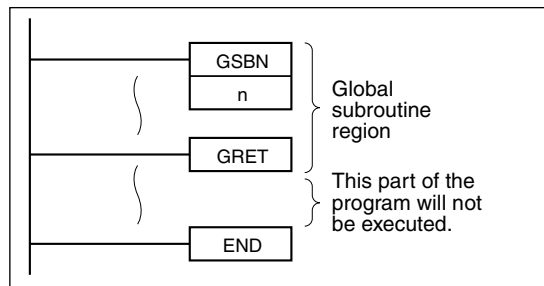 GSBN
n
Global
subroutine
region
GRET
This part of the
program will not
be executed.
END